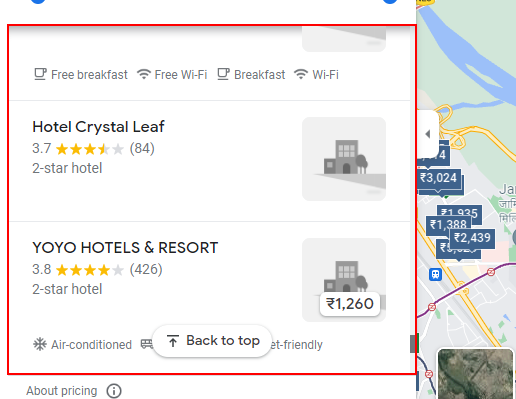 Free breakfast Free Wi-Fi Breakfast Wi-Fi
Hotel Crystal Leaf
3.7 (84)
2-star hotel
YOYO HOTELS & RESORT
3.8 (426)
2-star hotel
₹1,260
Air-conditioned
Back to top
et-friendly
About pricing
₹3,024
₹1,935
₹1,388
₹2,439